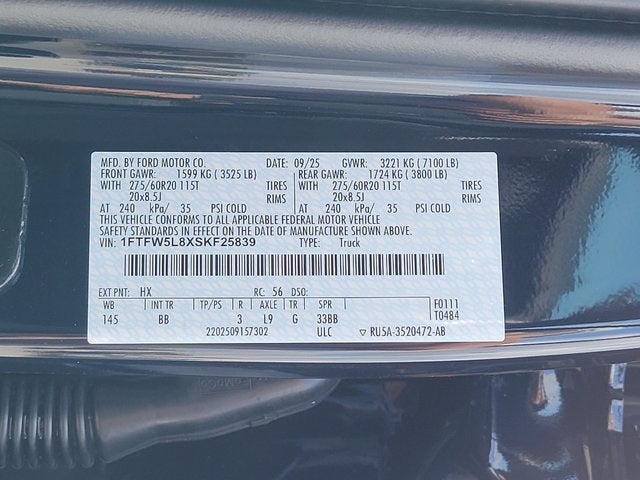 MFD. BY FORD MOTOR CO. DATE: 09/25 GVWR: 3221 KG ( 7100 LB)
FRONT GAWR: 1599 KG ( 3525 LB) REAR GAWR: 1724 KG ( 3800 LB)
WITH 275/60R20 115T TIRES WITH 275/60R20 115T TIRES
20x8.5J RIMS 20x8.5J RIMS
AT 240 kPa/ 35 PSI COLD AT 240 kPa/ 35 PSI COLD
THIS VEHICLE CONFORMS TO ALL APPLICABLE FEDERAL MOTOR VEHICLE
SAFETY STANDARDS IN EFFECT ON THE DATE OF MANUFACTURE SHOWN ABOVE.
VIN: 1FTFW5L8XSKF25839 TYPE: Truck
EXT PNT: HX RC: 56 DSO:
WB INT TR TP/PS R AXLE TR SPR F0111
145 BB 3 L9 G 33BB T0484
2202509157302 ULC ▽ RU5A-3520472-AB